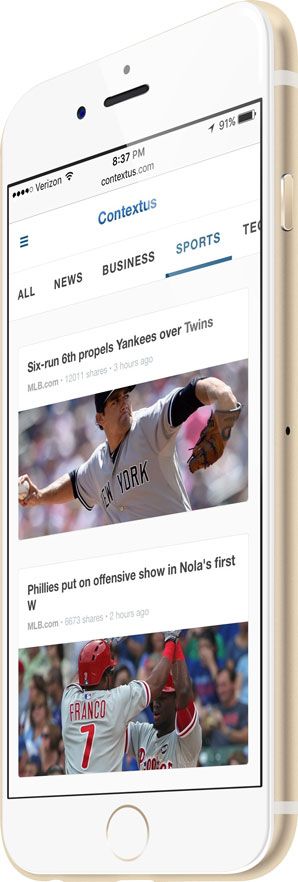 Verizon 8:37 PM 91%
contextus.com
Contextus
ALL NEWS BUSINESS SPORTS TEC
Six-run 6th propels Yankees over Twins
MLB.com • 12011 shares • 3 hours ago
NEW YORK
Phillies put on offensive show in Nola's first
W
MLB.com • 6673 shares • 2 hours ago
FRANCO
7